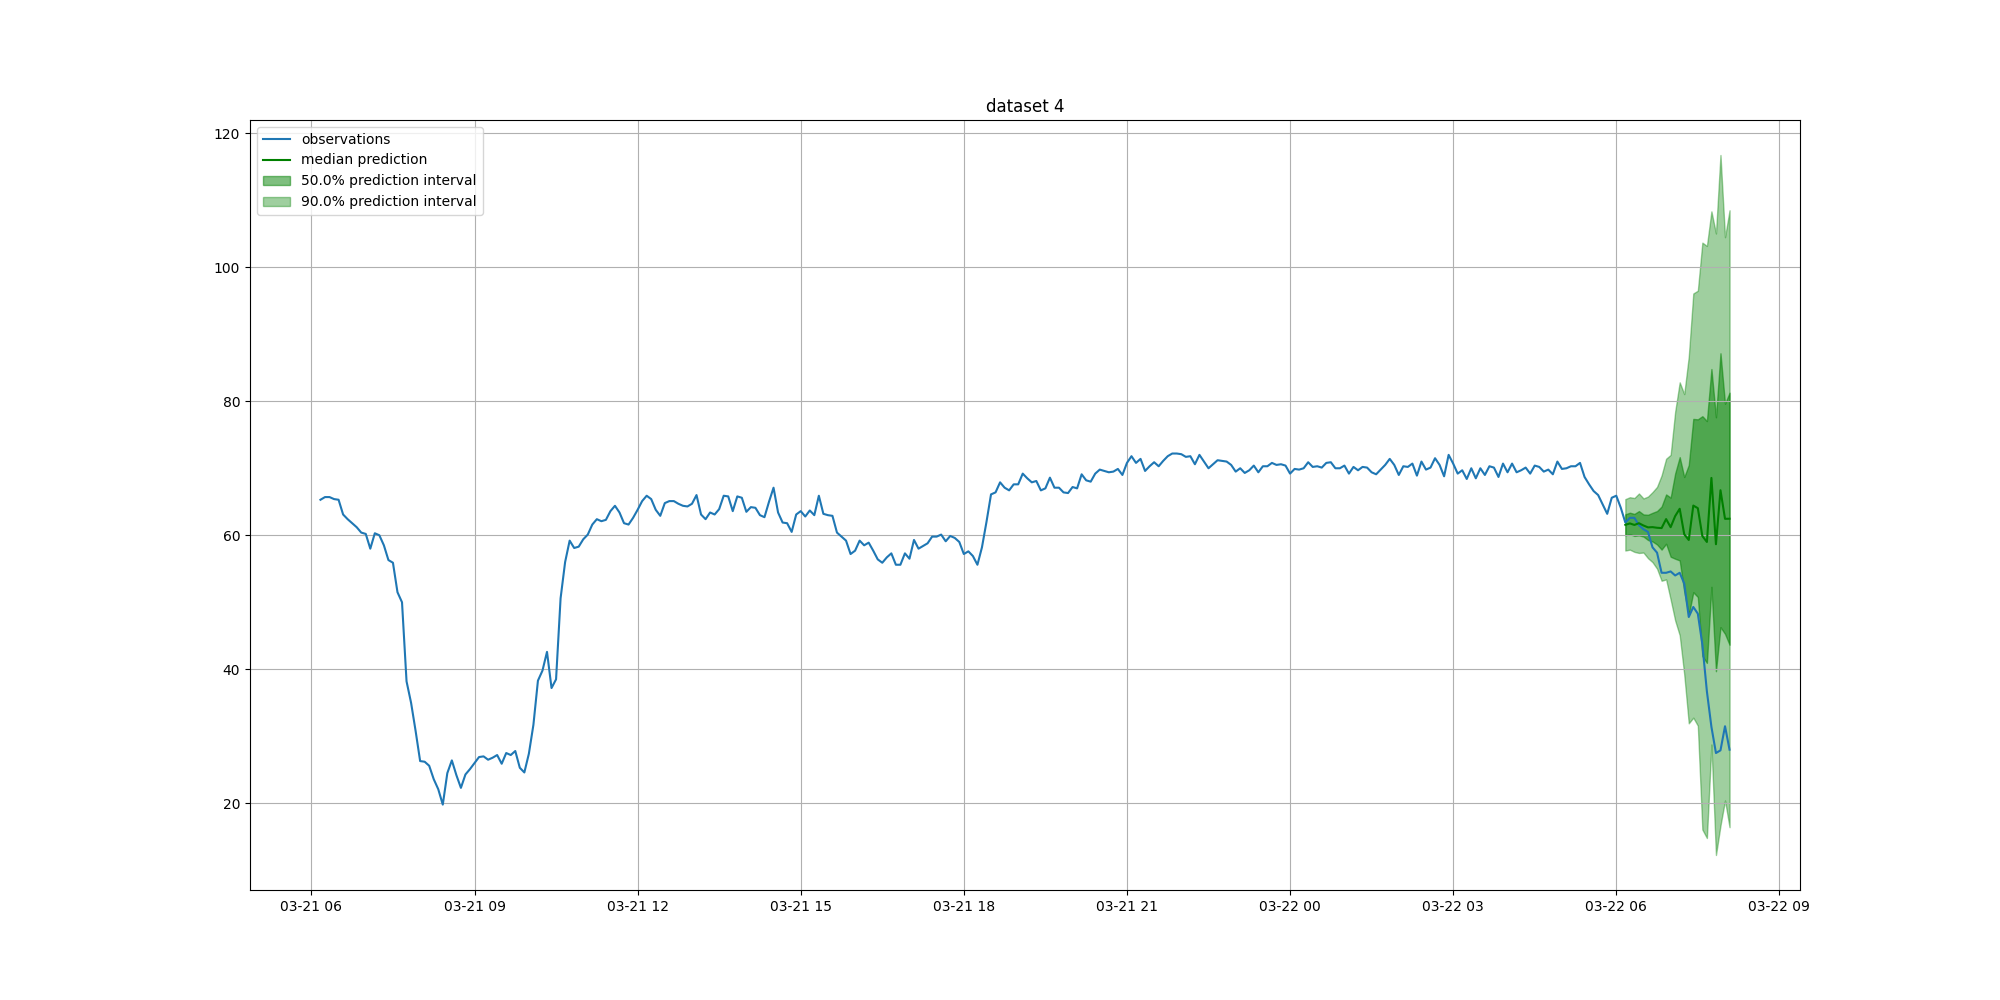 dataset 4
observations
median prediction
50.0% prediction interval
90.0% prediction interval
120
100
80
60
40
20
03-21 06 03-21 09 03-21 12 03-21 15 03-21 18 03-21 21 03-22 00 03-22 03 03-22 06 03-22 09